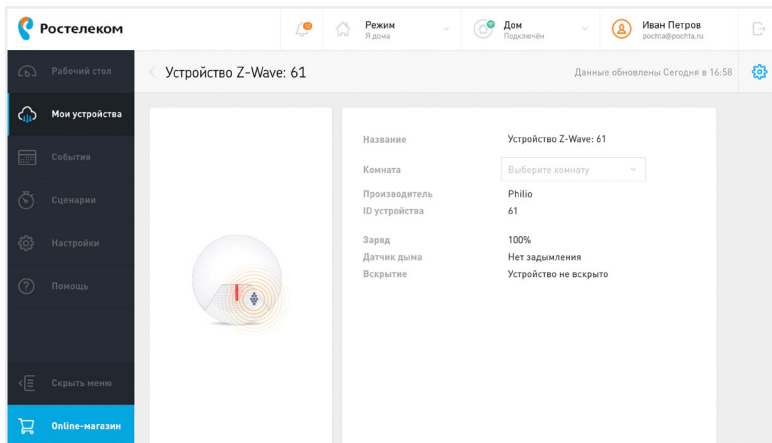 Ростелеком
12
Режим
Я дома
Дом
Подключён
Иван Петров
pochta@pochta.ru
Рабочий стол
Мои устройства
События
Сценарии
Настройки
Помощь
Скрыть меню
Online-магазин
Устройство Z-Wave: 61
Данные обновлены Сегодня в 16:58
Название Устройство Z-Wave: 61
Комната Выберите комнату
Производитель Philio
ID устройства 61
Заряд 100%
Датчик дыма Нет задымления
Вскрытие Устройство не вскрыто